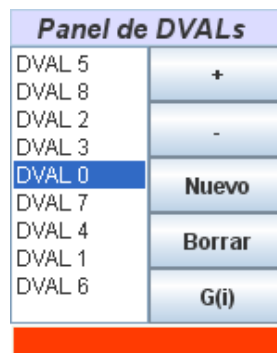 Panel de DVALs
DVAL 5
DVAL 8
DVAL 2
DVAL 3
DVAL 0
DVAL 7
DVAL 4
DVAL 1
DVAL 6
+
-
Nuevo
Borrar
G(i)